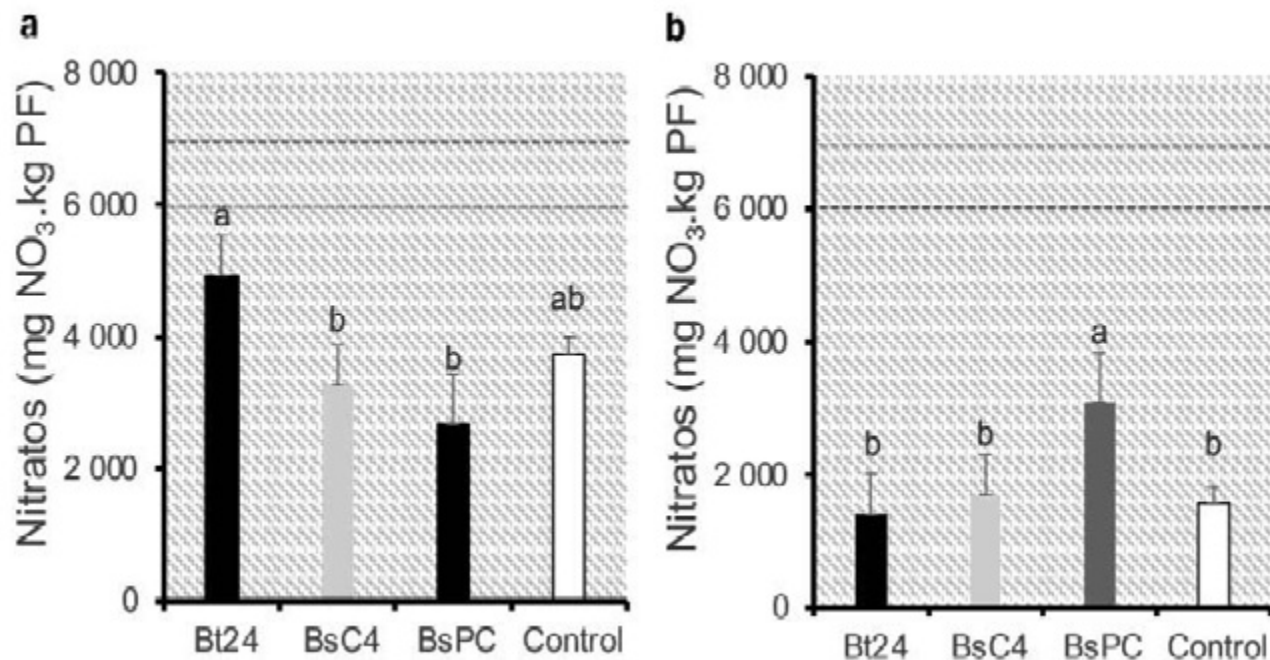 a
Nitratos (mg NO₃.kg PF)
8 000
6 000
4 000
2 000
0
a
b
b
ab
Bt24 BsC4 BsPC Control
b
Nitratos (mg NO₃.kg PF)
8 000
6 000
4 000
2 000
0
b
b
a
b
Bt24 BsC4 BsPC Control